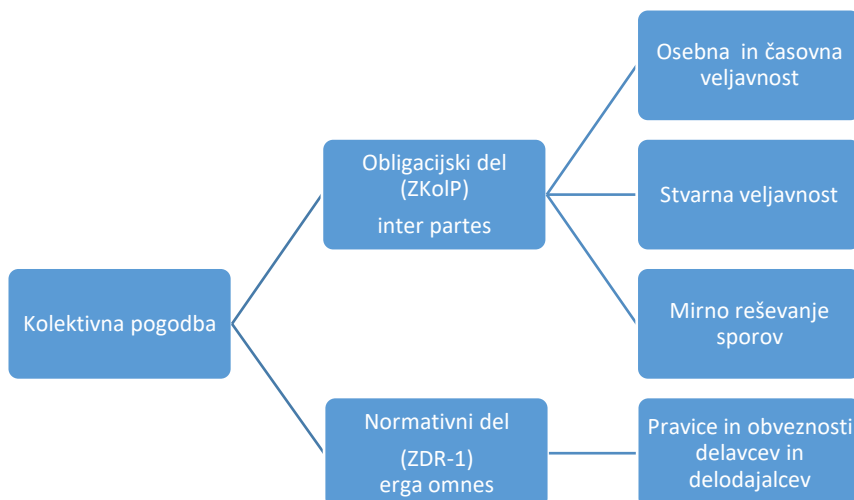 Kolektivna pogodba
Obligacijski del
(ZKolP)
inter partes
Osebna in časovna
veljavnost
Stvarna veljavnost
Mirno reševanje
sporov
Normativni del
(ZDR-1)
erga omnes
Pravice in obveznosti
delavcev in
delodajalcev